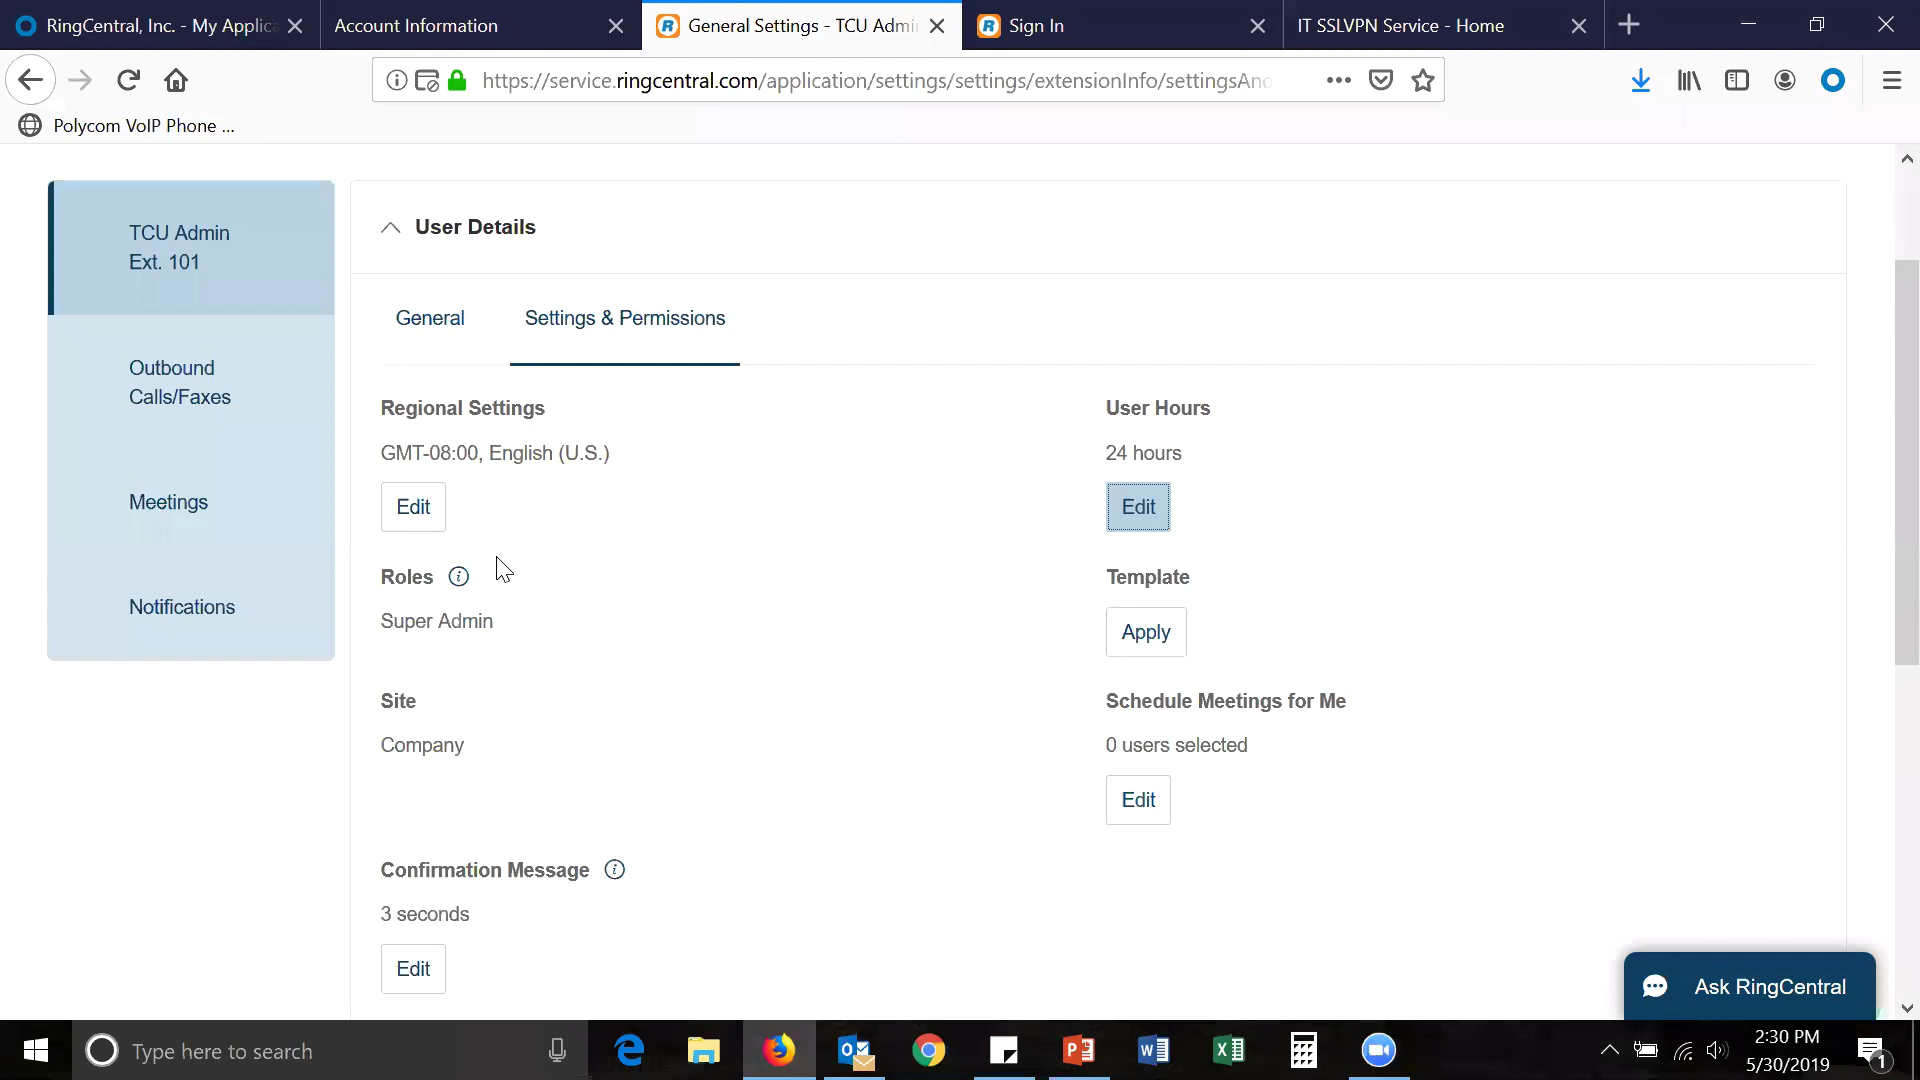 RingCentral, Inc. - My Applica
Account Information
General Settings - TCU Admi
Sign In
IT SSLVPN Service - Home
https://service.ringcentral.com/application/settings/settings/extensionInfo/settingsAnd
Polycom VoIP Phone ...
TCU Admin
Ext. 101
Outbound
Calls/Faxes
Meetings
Notifications
User Details
General
Settings & Permissions
Regional Settings
GMT-08:00, English (U.S.)
Edit
User Hours
24 hours
Edit
Roles
Super Admin
Template
Apply
Site
Company
Schedule Meetings for Me
0 users selected
Edit
Confirmation Message
3 seconds
Edit
Ask RingCentral
Type here to search
2:30 PM
5/30/2019
1